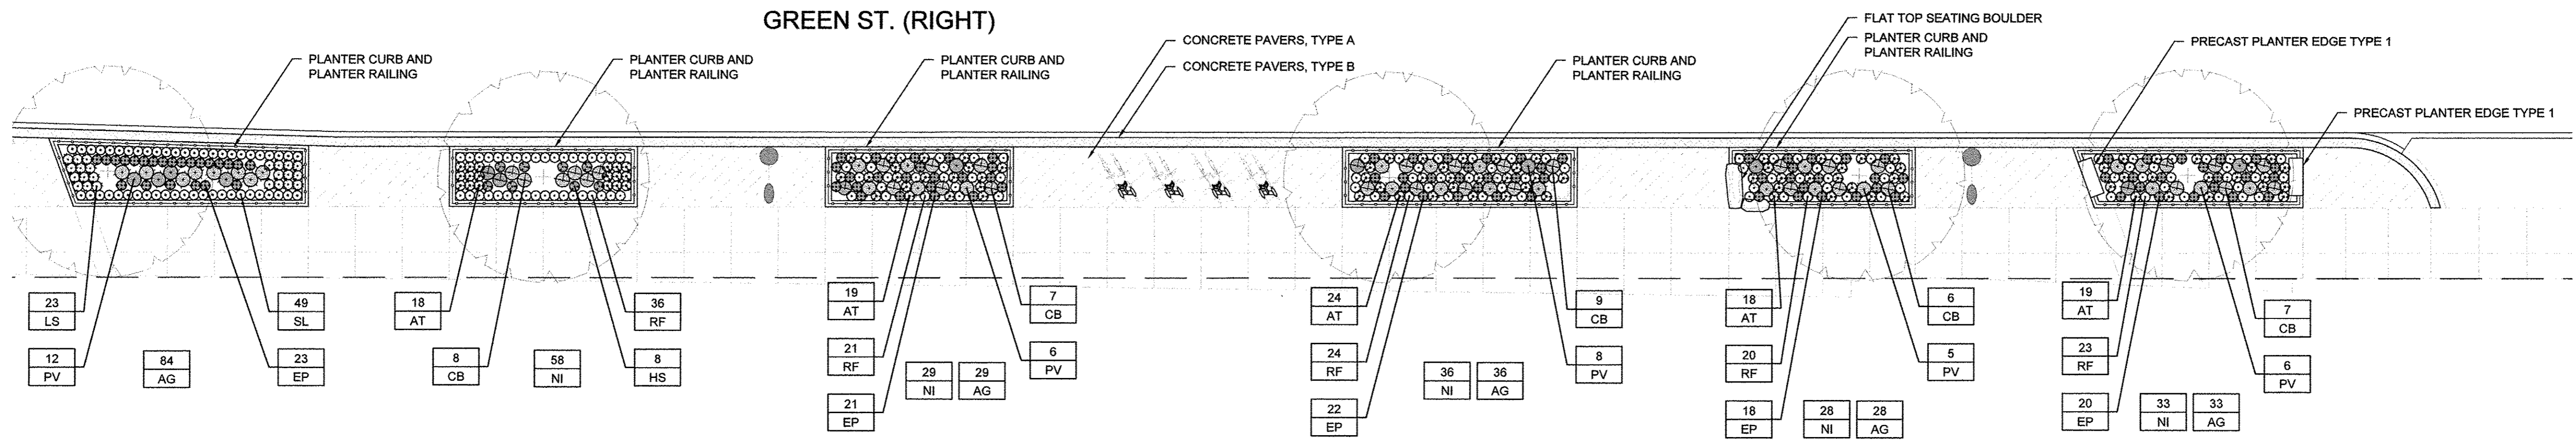 GREEN ST. (RIGHT)
PLANTER CURB AND
PLANTER RAILING
PLANTER CURB AND
PLANTER RAILING
PLANTER CURB AND
PLANTER RAILING
CONCRETE PAVERS, TYPE A
CONCRETE PAVERS, TYPE B
PLANTER CURB AND
PLANTER RAILING
FLAT TOP SEATING BOULDER
PLANTER CURB AND
PLANTER RAILING
PRECAST PLANTER EDGE TYPE 1
PRECAST PLANTER EDGE TYPE 1
23
LS
12
PV
84
AG
49
SL
23
EP
18
AT
8
CB
58
NI
36
RF
8
HS
19
AT
21
RF
21
EP
29
NI
29
AG
7
CB
6
PV
24
AT
24
RF
22
EP
36
NI
36
AG
9
CB
8
PV
18
AT
20
RF
18
EP
28
NI
28
AG
6
CB
5
PV
19
AT
23
RF
20
EP
33
NI
33
AG
7
CB
6
PV